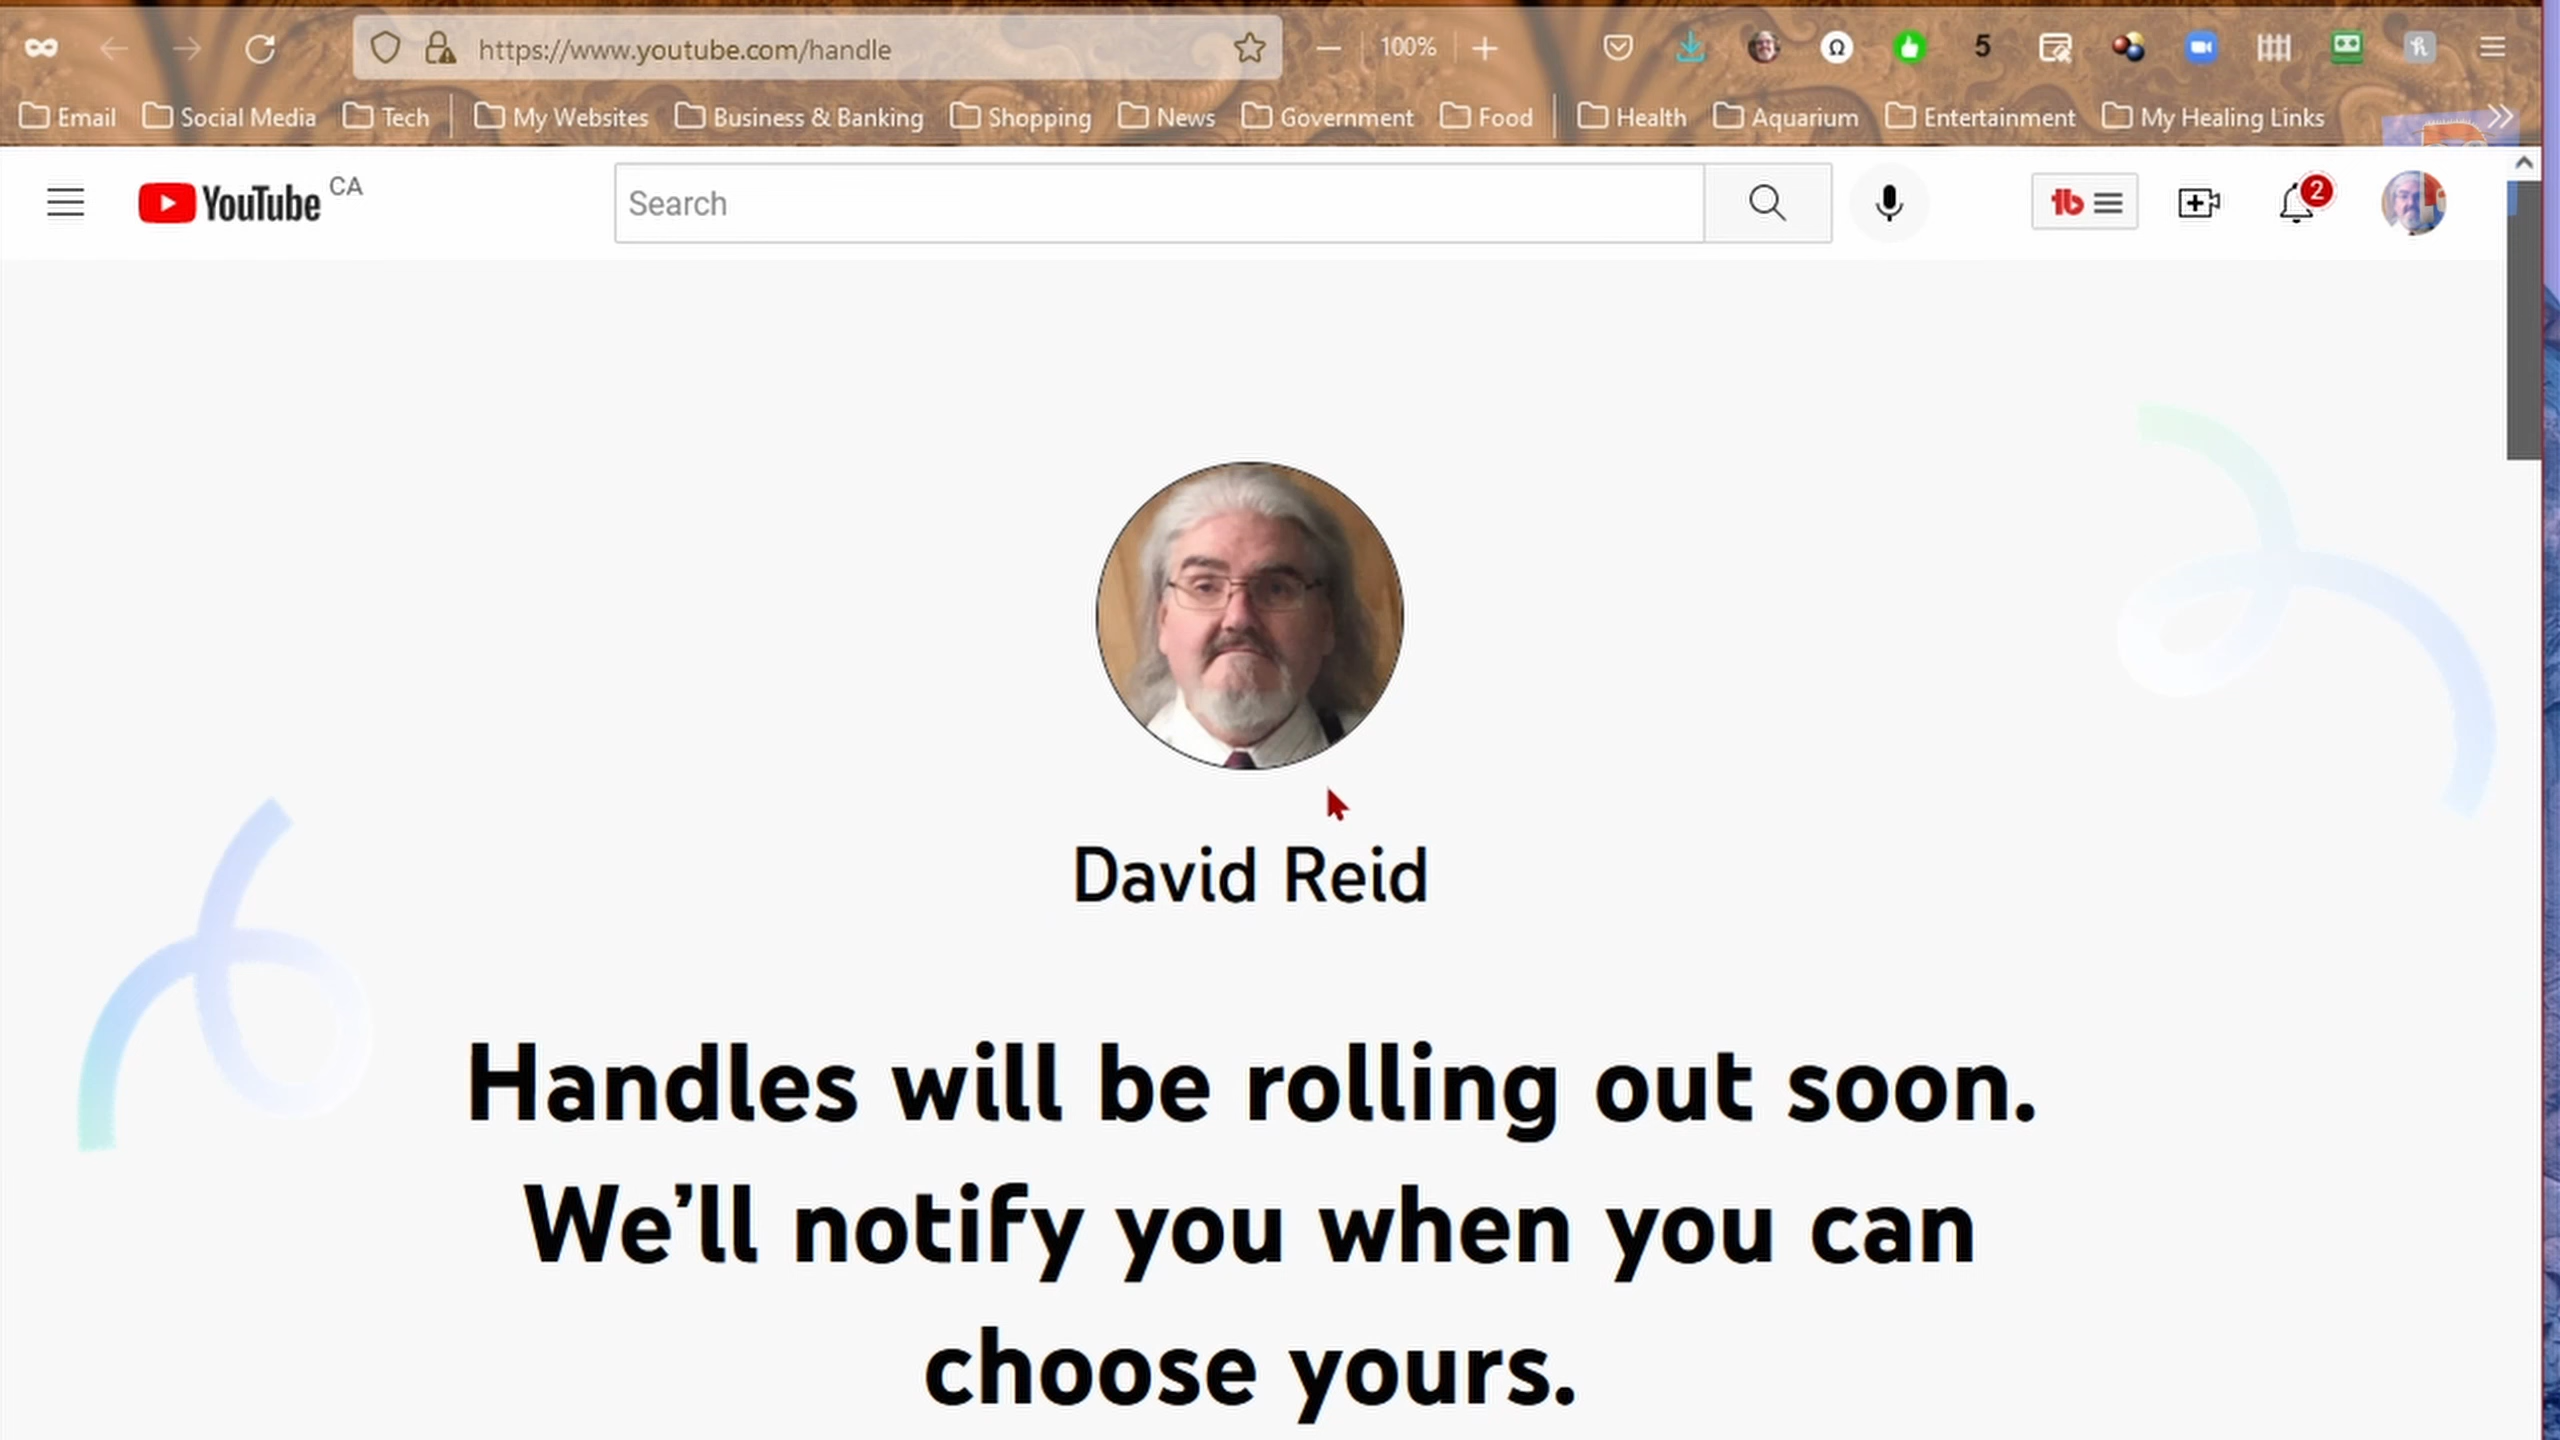 https://www.youtube.com/handle
100%
5
Email Social Media Tech My Websites Business & Banking Shopping News Government Food Health Aquarium Entertainment My Healing Links
YouTube CA
Search
2
David Reid
Handles will be rolling out soon.
We’ll notify you when you can
choose yours.